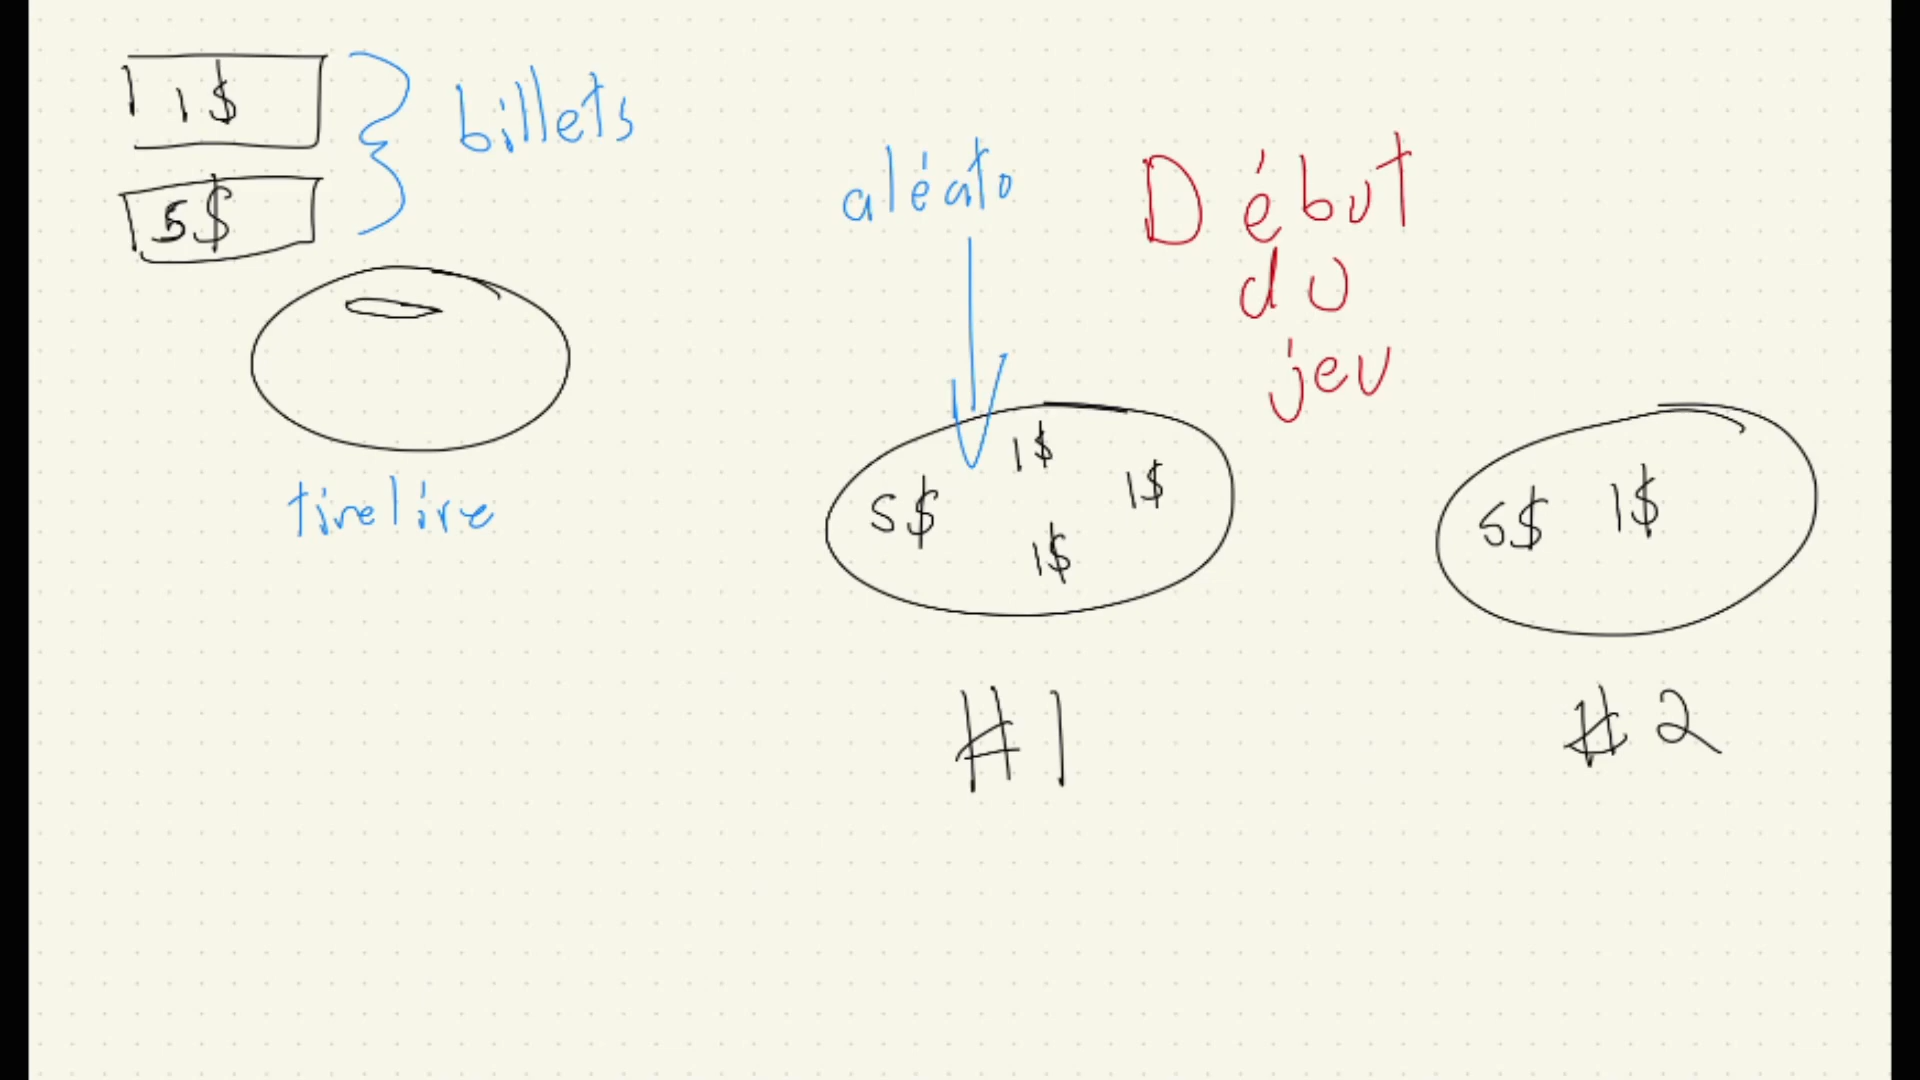 1$
billets
5$
tirelire
aléato
Début
du
jeu
1$
5$
1$
1$
#1
5$ 1$
#2